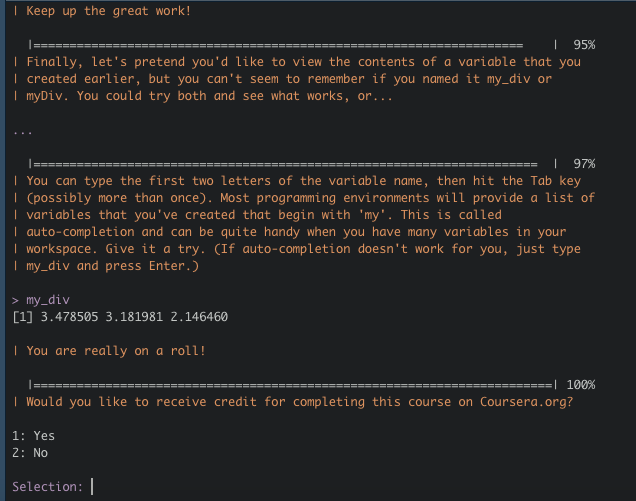 | Keep up the great work!
|==================================================================== | 95%
| Finally, let's pretend you'd like to view the contents of a variable that you
| created earlier, but you can't seem to remember if you named it my_div or
| myDiv. You could try both and see what works, or...
...
|====================================================================== | 97%
| You can type the first two letters of the variable name, then hit the Tab key
| (possibly more than once). Most programming environments will provide a list of
| variables that you've created that begin with 'my'. This is called
| auto-completion and can be quite handy when you have many variables in your
| workspace. Give it a try. (If auto-completion doesn't work for you, just type
| my_div and press Enter.)
> my_div
[1] 3.478505 3.181981 2.146460
| You are really on a roll!
|========================================================================| 100%
| Would you like to receive credit for completing this course on Coursera.org?
1: Yes
2: No
Selection: